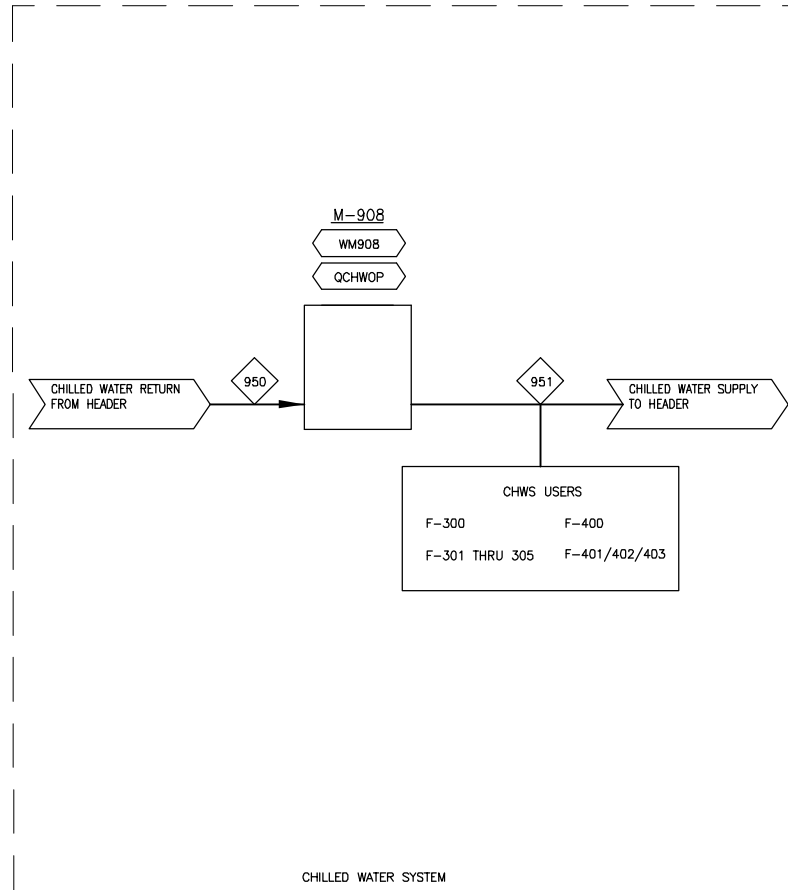 M-908
WM908
QCHWOP
CHILLED WATER RETURN
FROM HEADER
950
951
CHILLED WATER SUPPLY
TO HEADER
CHWS USERS
F-300 F-400
F-301 THRU 305 F-401/402/403
CHILLED WATER SYSTEM